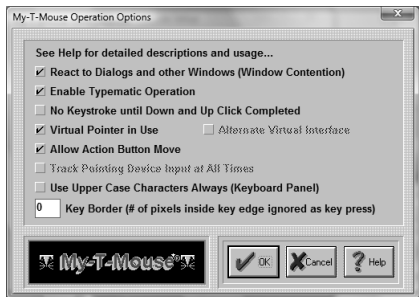 My-T-Mouse Operation Options
See Help for detailed descriptions and usage...
React to Dialogs and other Windows (Window Contention)
Enable Typematic Operation
No Keystroke until Down and Up Click Completed
Virtual Pointer in Use Alternate Virtual Interface
Allow Action Button Move
Track Pointing Device Input at All Times
Use Upper Case Characters Always (Keyboard Panel)
0 Key Border (# of pixels inside key edge ignored as key press)
My-T-Mouse® OK Cancel Help